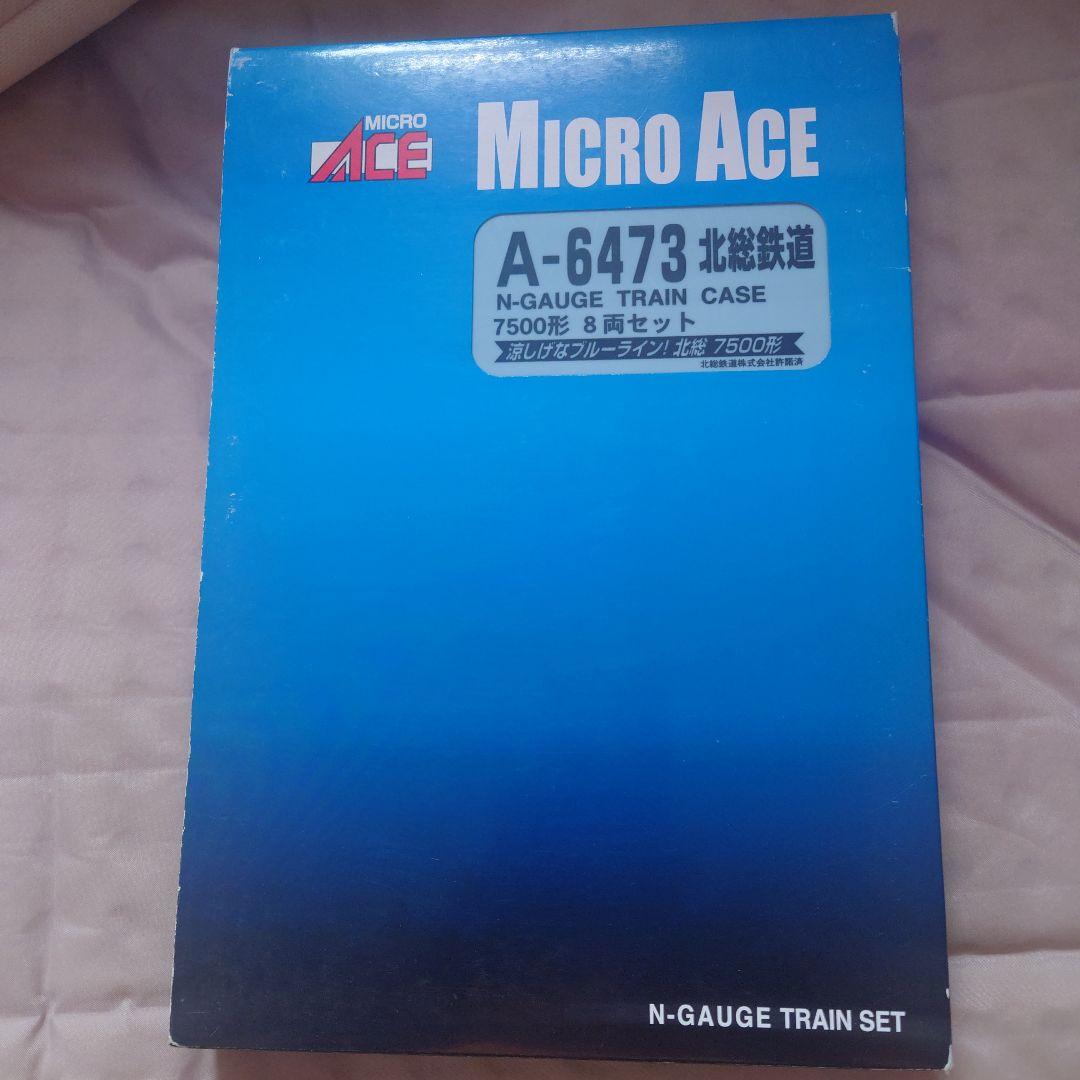 MICRO
ACE
MICRO ACE
A-6473 北総鉄道
N-GAUGE TRAIN CASE
7500形 8両セット
涼しげなブルーライン! 北総 7500形
北総鉄道株式会社許諾済
N-GAUGE TRAIN SET